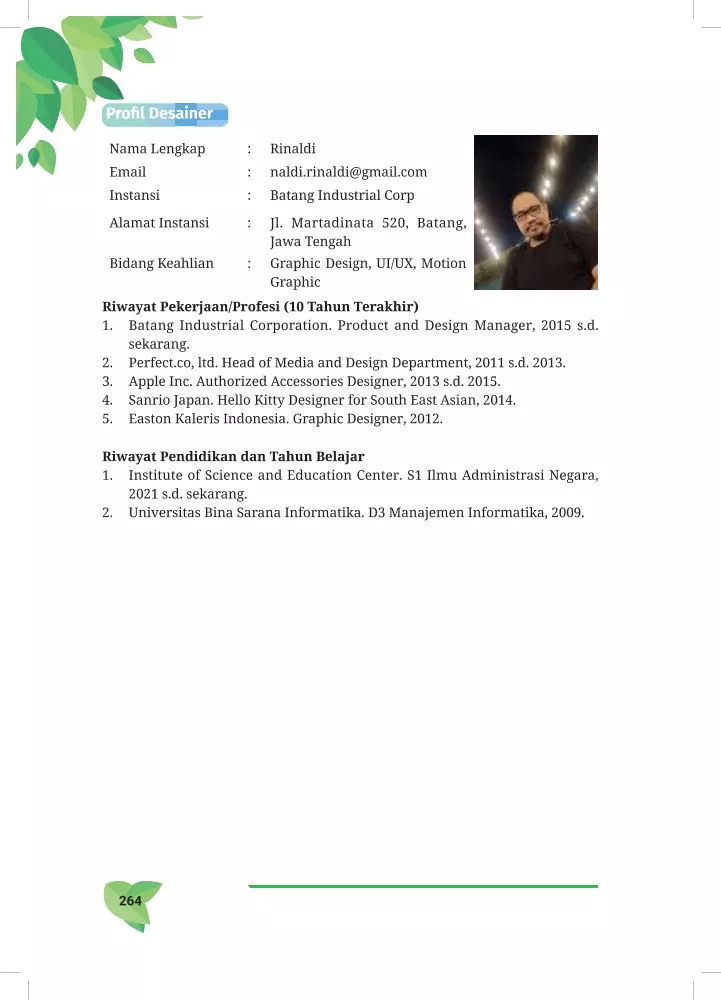 Profil Desainer
Nama Lengkap : Rinaldi
Email : naldi.rinaldi@gmail.com
Instansi : Batang Industrial Corp
Alamat Instansi : Jl. Martadinata 520, Batang,
Jawa Tengah
Bidang Keahlian : Graphic Design, UI/UX, Motion
Graphic
Riwayat Pekerjaan/Profesi (10 Tahun Terakhir)
1. Batang Industrial Corporation. Product and Design Manager, 2015 s.d.
sekarang.
2. Perfect.co, ltd. Head of Media and Design Department, 2011 s.d. 2013.
3. Apple Inc. Authorized Accessories Designer, 2013 s.d. 2015.
4. Sanrio Japan. Hello Kitty Designer for South East Asian, 2014.
5. Easton Kaleris Indonesia. Graphic Designer, 2012.
Riwayat Pendidikan dan Tahun Belajar
1. Institute of Science and Education Center. S1 Ilmu Administrasi Negara,
2021 s.d. sekarang.
2. Universitas Bina Sarana Informatika. D3 Manajemen Informatika, 2009.
264